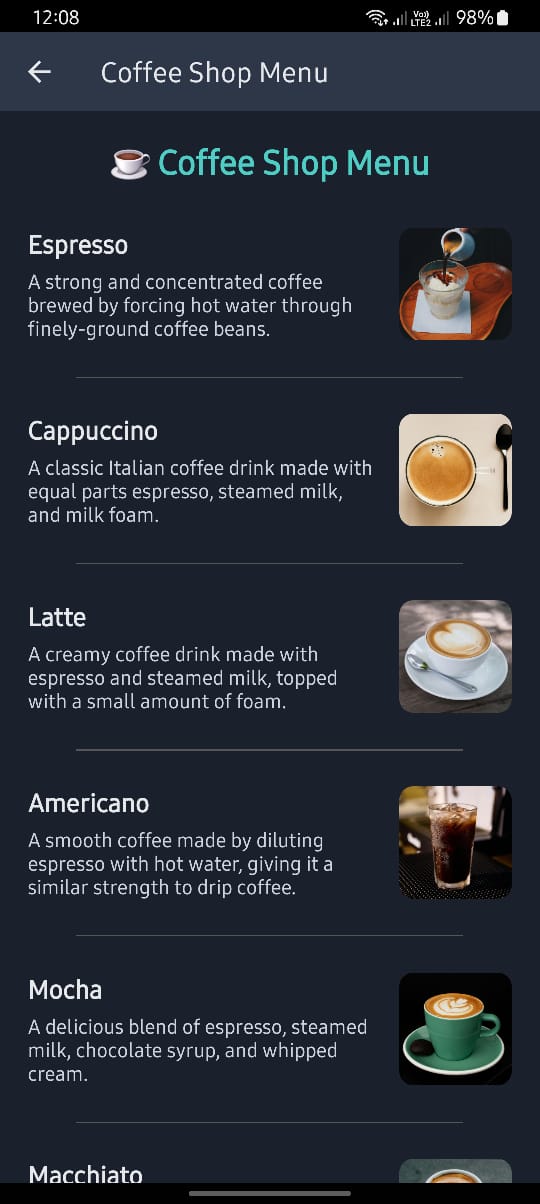 12:08
Vo))
LTE2
98%
Coffee Shop Menu
Coffee Shop Menu
Espresso
A strong and concentrated coffee
brewed by forcing hot water through
finely-ground coffee beans.
Cappuccino
A classic Italian coffee drink made with
equal parts espresso, steamed milk,
and milk foam.
Latte
A creamy coffee drink made with
espresso and steamed milk, topped
with a small amount of foam.
Americano
A smooth coffee made by diluting
espresso with hot water, giving it a
similar strength to drip coffee.
Mocha
A delicious blend of espresso, steamed
milk, chocolate syrup, and whipped
cream.
Macchiato